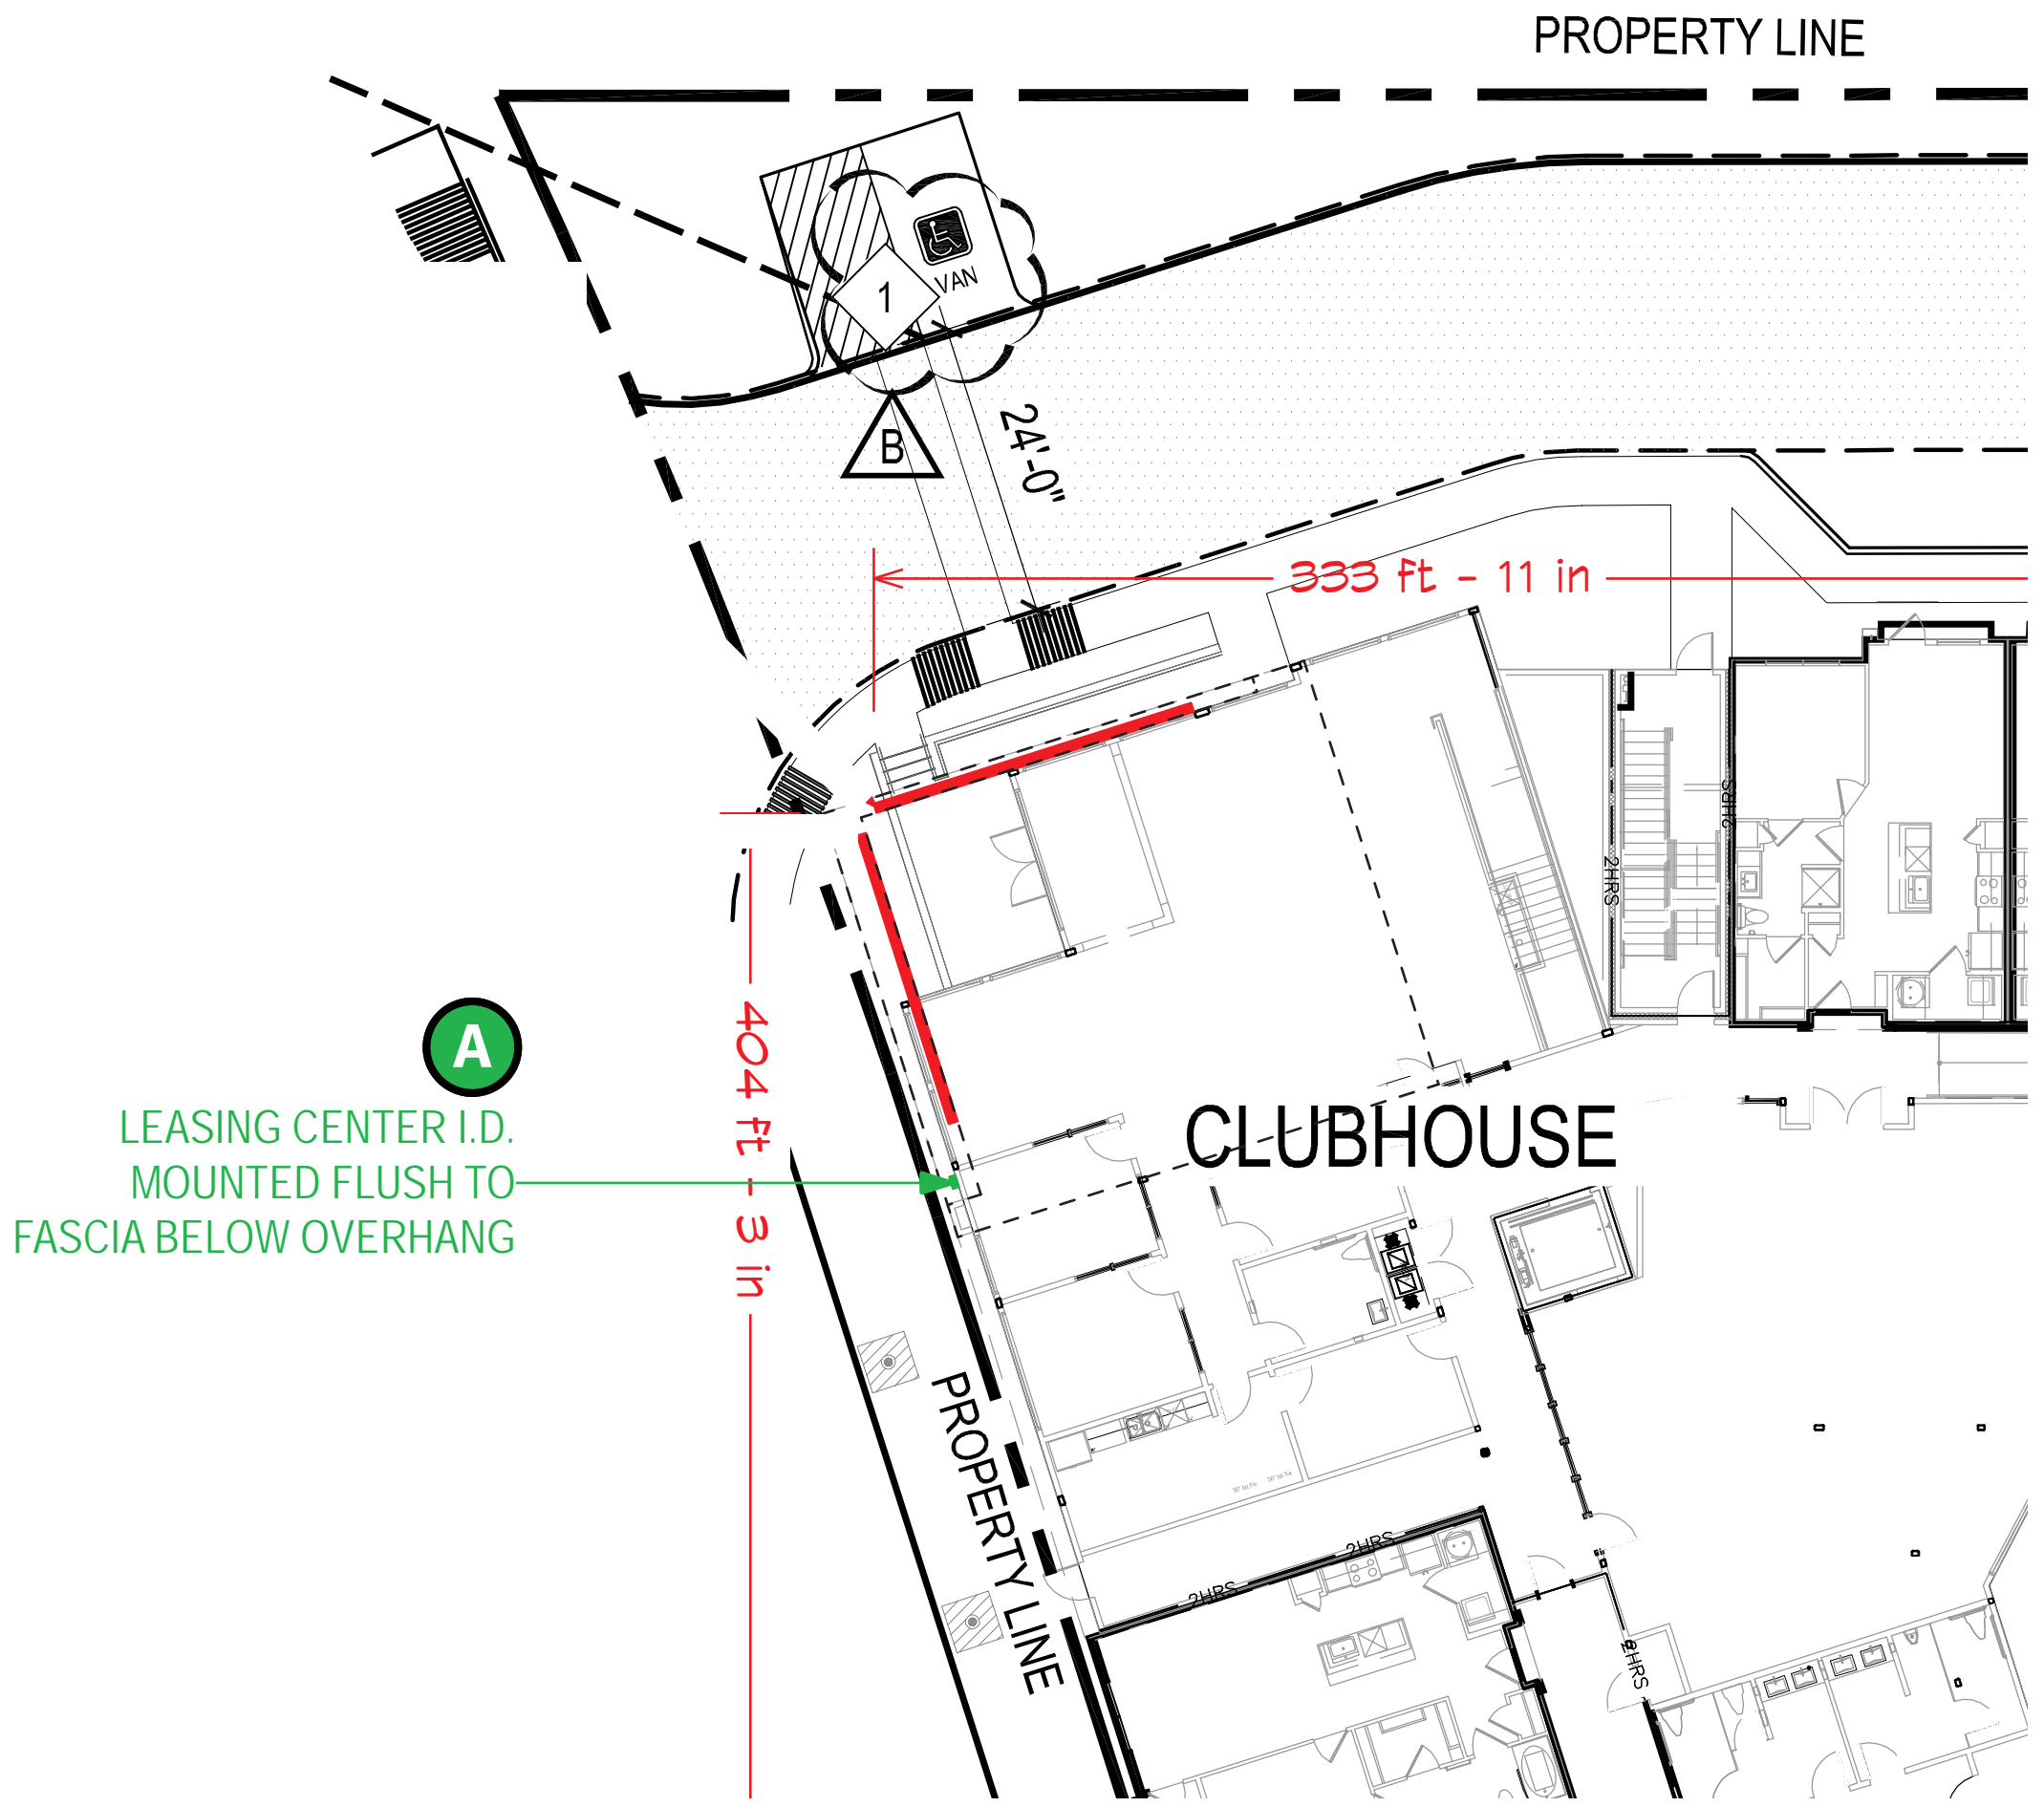 PROPERTY LINE
VAN
1
B
24'-0"
333 ft - 11 in
2HRS
2HRS
A
LEASING CENTER I.D.
MOUNTED FLUSH TO
FASCIA BELOW OVERHANG
404 ft - 3 in
CLUBHOUSE
PROPERTY LINE
2HRS
2HRS
2HRS